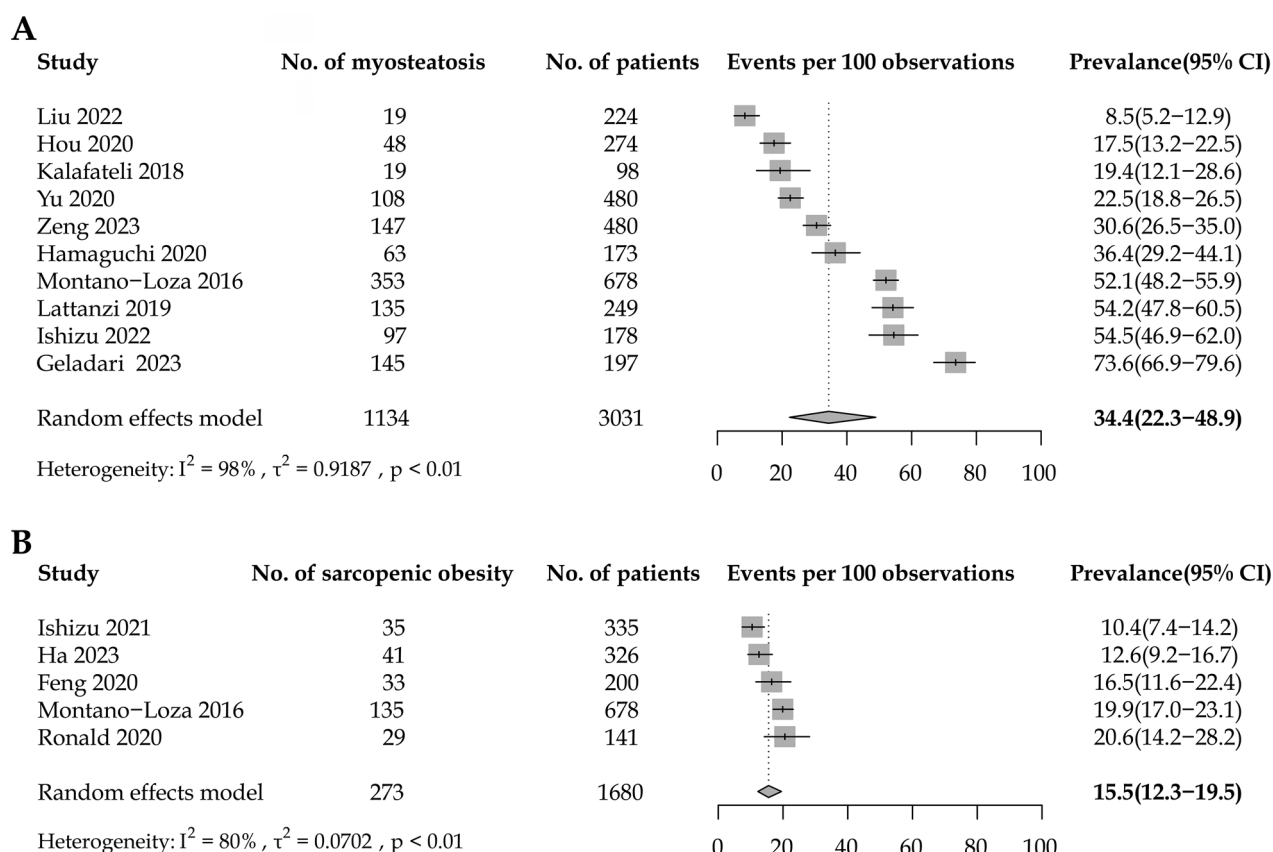 A
Study No. of myosteatosis No. of patients Events per 100 observations Prevalance(95% CI)
Liu 2022 19 224 8.5(5.2−12.9)
Hou 2020 48 274 17.5(13.2−22.5)
Kalafateli 2018 19 98 19.4(12.1−28.6)
Yu 2020 108 480 22.5(18.8−26.5)
Zeng 2023 147 480 30.6(26.5−35.0)
Hamaguchi 2020 63 173 36.4(29.2−44.1)
Montano−Loza 2016 353 678 52.1(48.2−55.9)
Lattanzi 2019 135 249 54.2(47.8−60.5)
Ishizu 2022 97 178 54.5(46.9−62.0)
Geladari 2023 145 197 73.6(66.9−79.6)
Random effects model 1134 3031 34.4(22.3−48.9)
Heterogeneity: I² = 98% , τ² = 0.9187 , p < 0.01
0 20 40 60 80 100
B
Study No. of sarcopenic obesity No. of patients Events per 100 observations Prevalance(95% CI)
Ishizu 2021 35 335 10.4(7.4−14.2)
Ha 2023 41 326 12.6(9.2−16.7)
Feng 2020 33 200 16.5(11.6−22.4)
Montano−Loza 2016 135 678 19.9(17.0−23.1)
Ronald 2020 29 141 20.6(14.2−28.2)
Random effects model 273 1680 15.5(12.3−19.5)
Heterogeneity: I² = 80% , τ² = 0.0702 , p < 0.01
0 20 40 60 80 100